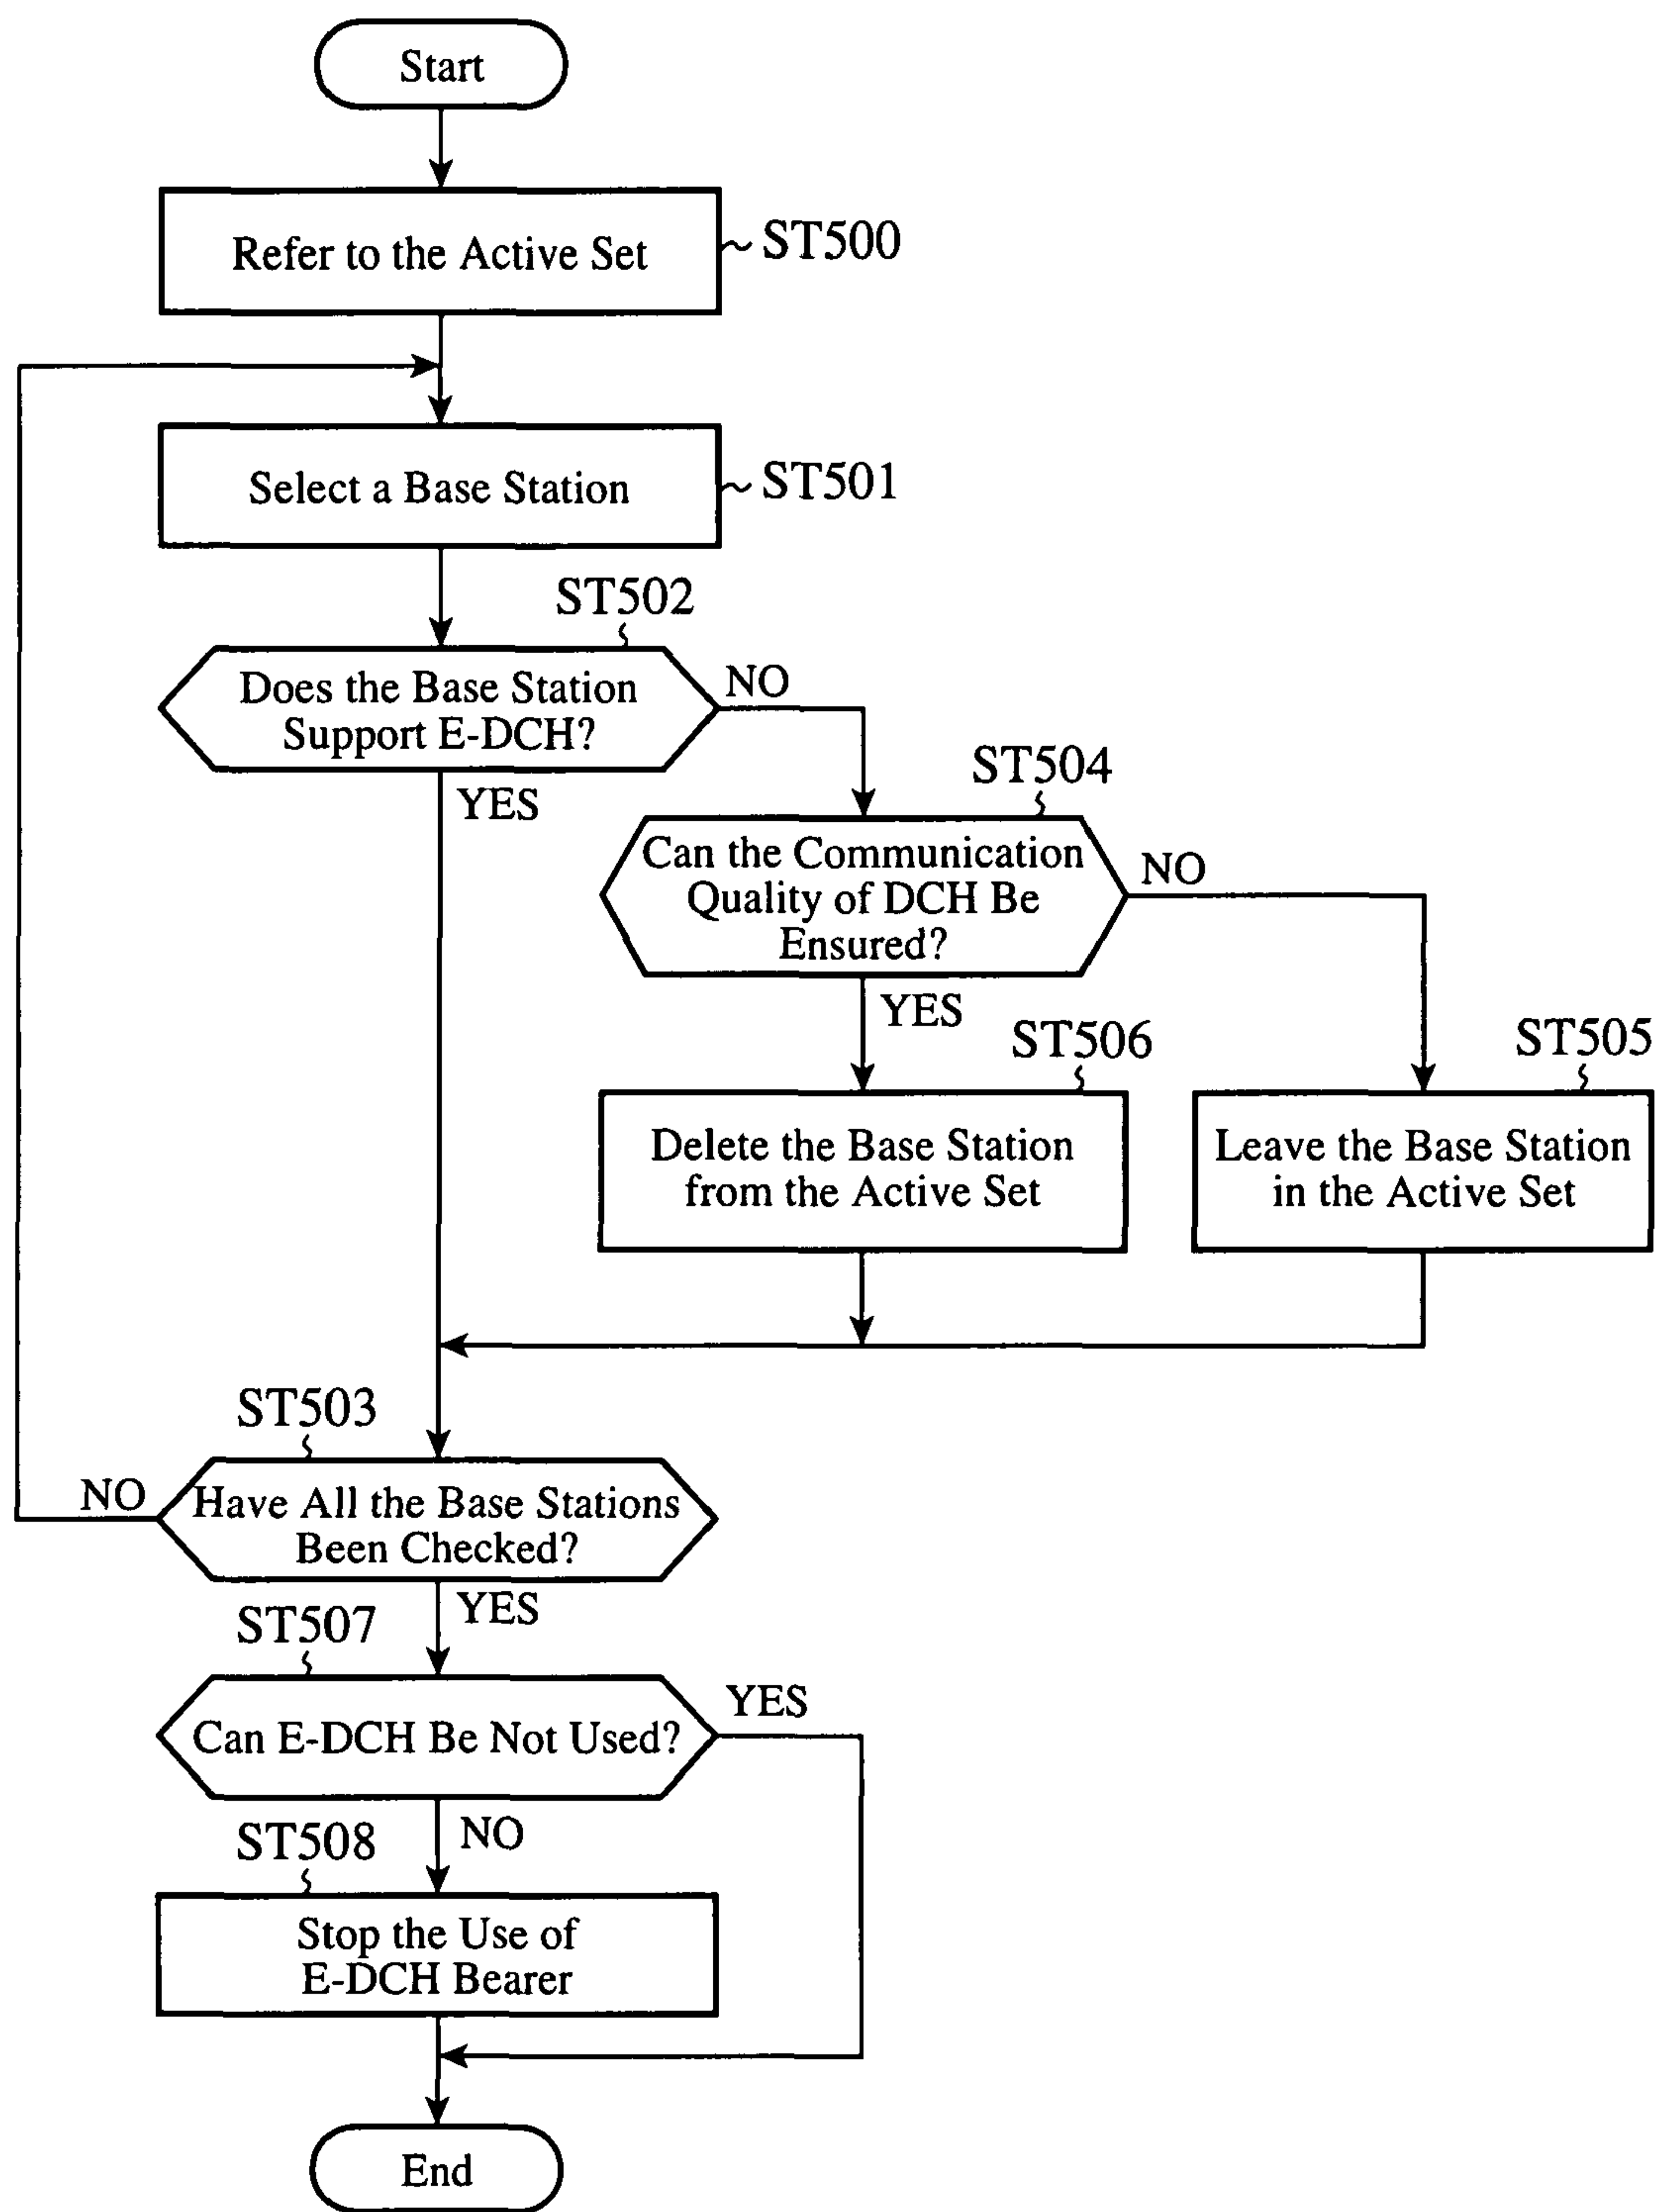 Start
Refer to the Active Set
ST500
Select a Base Station
ST501
ST502
Does the Base Station
Support E-DCH?
NO
YES
ST504
Can the Communication
Quality of DCH Be
Ensured?
NO
YES
ST506
Delete the Base Station
from the Active Set
ST505
Leave the Base Station
in the Active Set
ST503
Have All the Base Stations
Been Checked?
NO
YES
ST507
Can E-DCH Be Not Used?
YES
NO
ST508
Stop the Use of
E-DCH Bearer
End